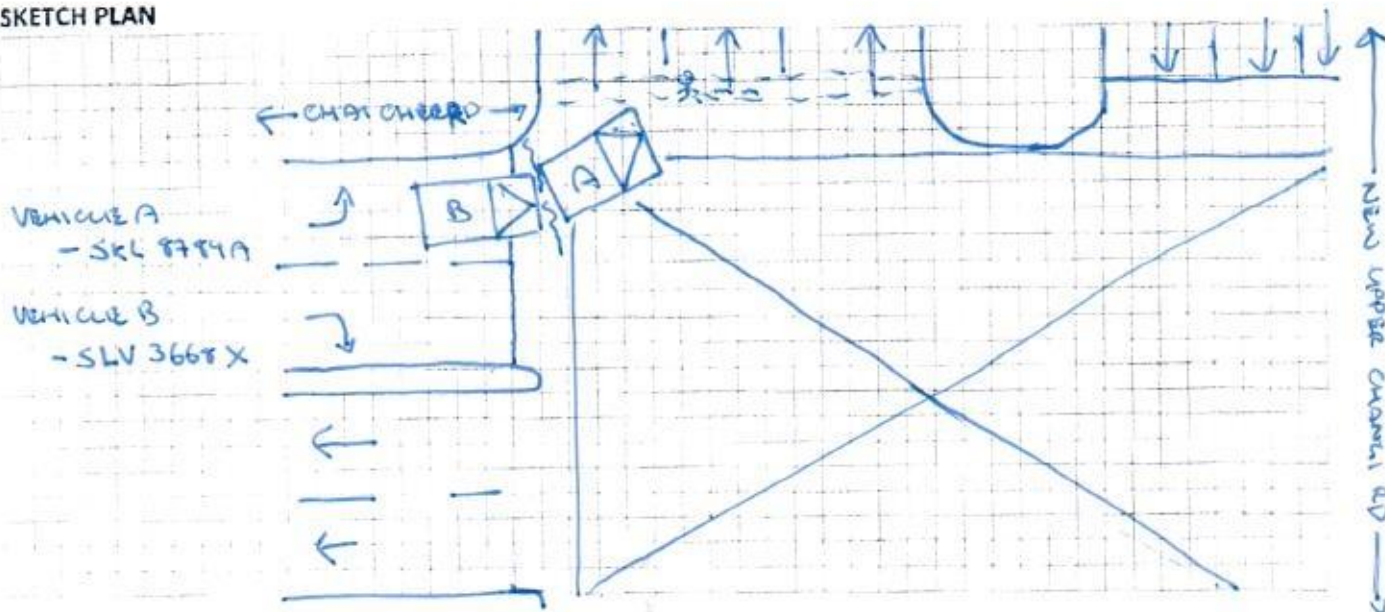 SKETCH PLAN
← CHAI CHEE RD →
A
B
VEHICLE A
- SKL 8784A
VEHICLE B
- SLV 3668X
NEW UPPER CHANGI RD